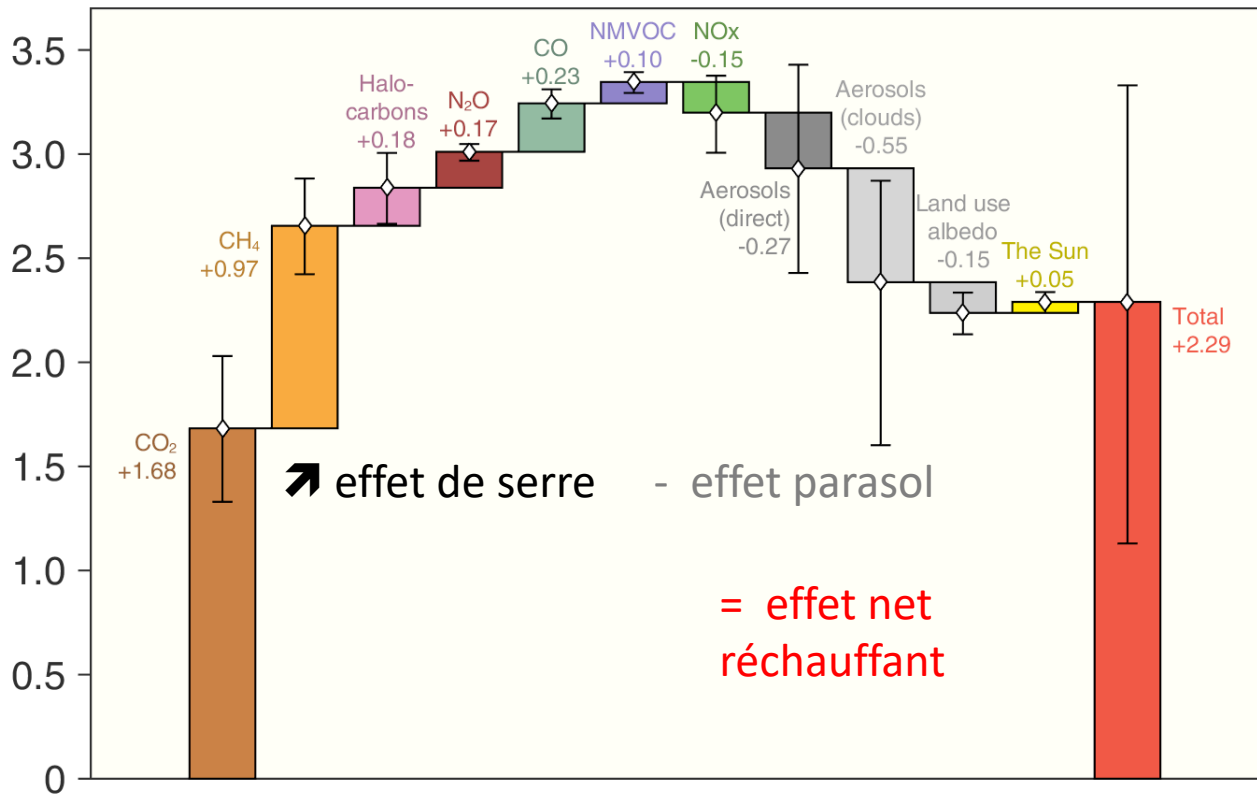 3.5
3.0
2.5
2.0
1.5
1.0
0.5
0
CO₂
+1.68
CH₄
+0.97
Halo-
carbons
+0.18
N₂O
+0.17
CO
+0.23
NMVOC
+0.10
NOx
-0.15
Aerosols
(direct)
-0.27
Aerosols
(clouds)
-0.55
Land use
albedo
-0.15
The Sun
+0.05
Total
+2.29
↗ effet de serre - effet parasol
= effet net
réchauffant